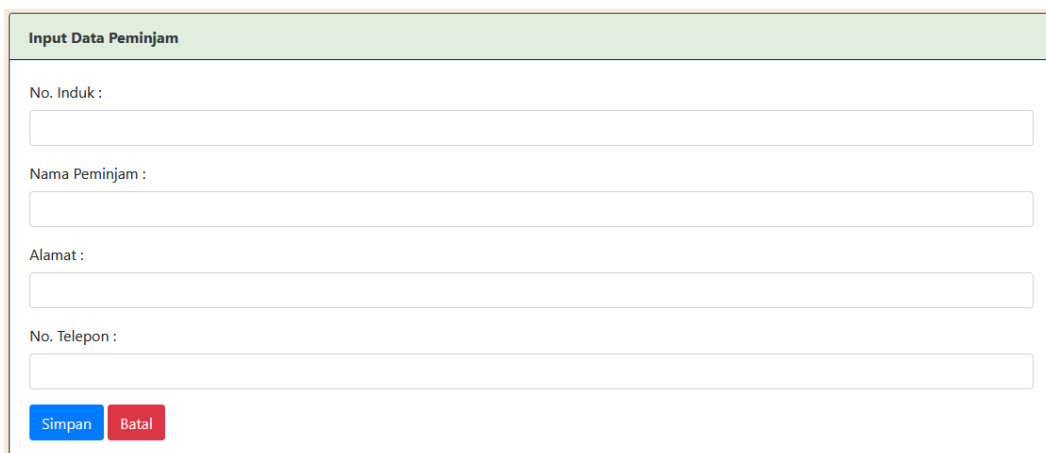 Input Data Peminjam
No. Induk :
Nama Peminjam :
Alamat :
No. Telepon :
Simpan Batal